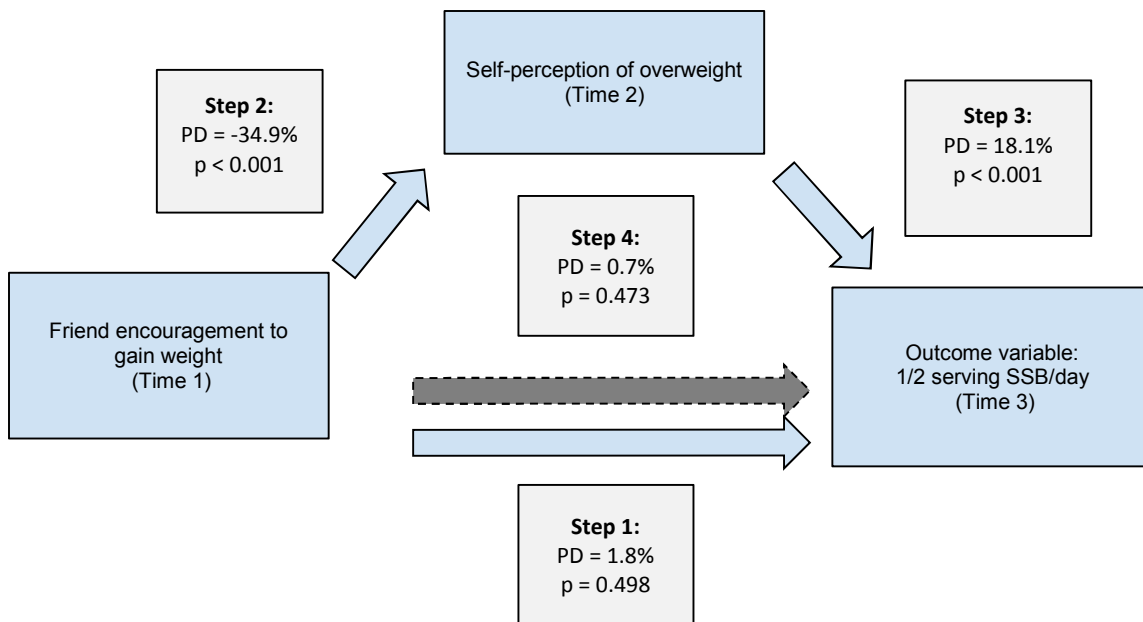 Self-perception of overweight
(Time 2)
Step 2:
PD = -34.9%
p < 0.001
Step 3:
PD = 18.1%
p < 0.001
Step 4:
PD = 0.7%
p = 0.473
Friend encouragement to
gain weight
(Time 1)
Outcome variable:
1/2 serving SSB/day
(Time 3)
Step 1:
PD = 1.8%
p = 0.498